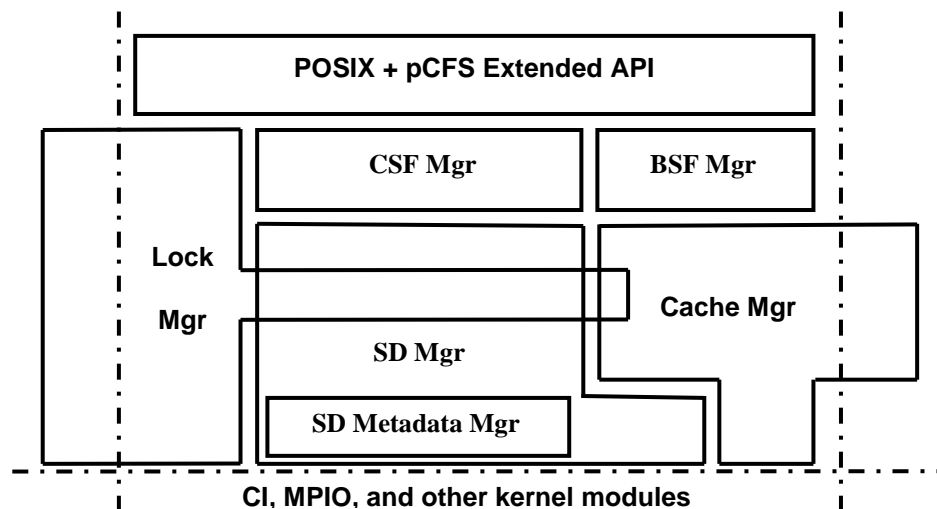 POSIX + pCFS Extended API
CSF Mgr
BSF Mgr
Lock
Mgr
Cache Mgr
SD Mgr
SD Metadata Mgr
CI, MPIO, and other kernel modules